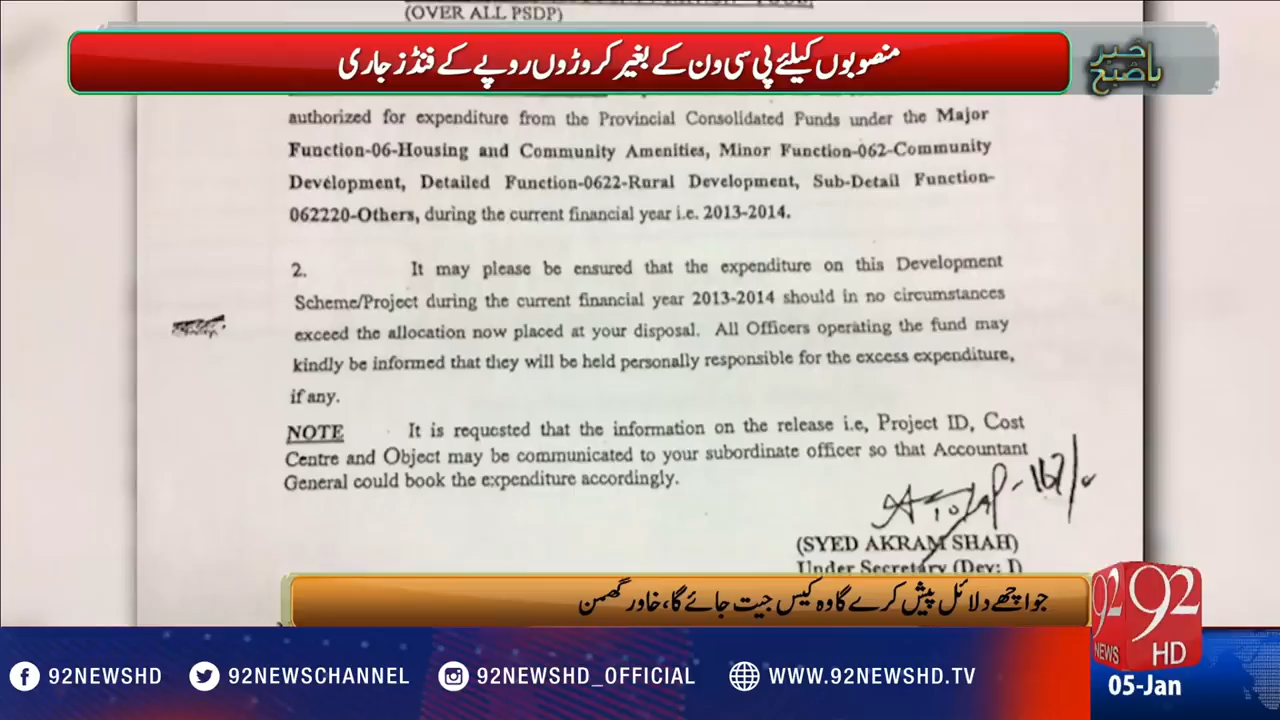 (OVER ALL PSDP)
منصوبوں کیلئے پی سی ون کے بغیر کروڑوں روپے کے فنڈز جاری
خبر
باصبح
authorized for expenditure from the Provincial Consolidated Funds under the Major
Function-06-Housing and Community Amenities, Minor Function-062-Community
Development, Detailed Function-0622-Rural Development, Sub-Detail Function-
062220-Others, during the current financial year i.e. 2013-2014.
2. It may please be ensured that the expenditure on this Development
Scheme/Project during the current financial year 2013-2014 should in no circumstances
exceed the allocation now placed at your disposal. All Officers operating the fund may
kindly be informed that they will be held personally responsible for the excess expenditure,
if any.
NOTE It is requested that the information on the release i.e, Project ID, Cost
Centre and Object may be communicated to your subordinate officer so that Accountant
General could book the expenditure accordingly.
(SYED AKRAM SHAH)
Under Secretary (Dev: I)
جو اچھے دلائل پیش کرے گا وہ کیس جیت جائے گا، خاور گھمن
92 92
NEWS HD
92NEWSHD 92NEWSCHANNEL 92NEWSHD_OFFICIAL WWW.92NEWSHD.TV
05-Jan